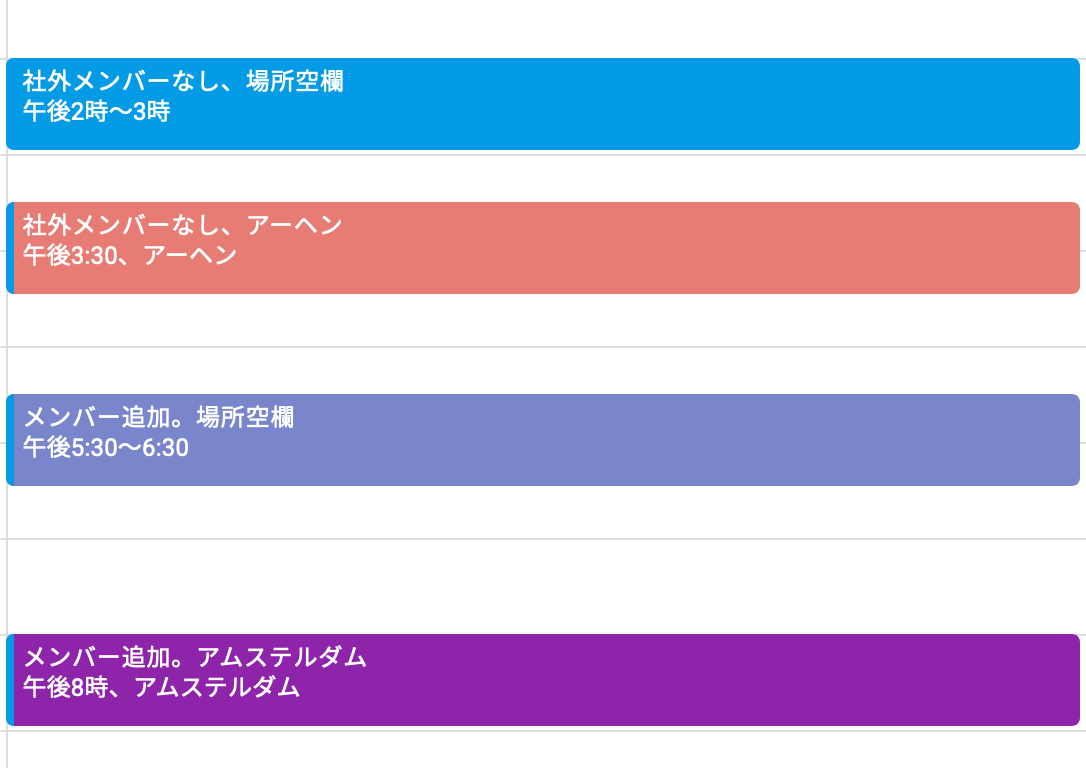 社外メンバーなし、場所空欄
午後2時～3時
社外メンバーなし、アーヘン
午後3:30、アーヘン
メンバー追加。場所空欄
午後5:30～6:30
メンバー追加。アムステルダム
午後8時、アムステルダム